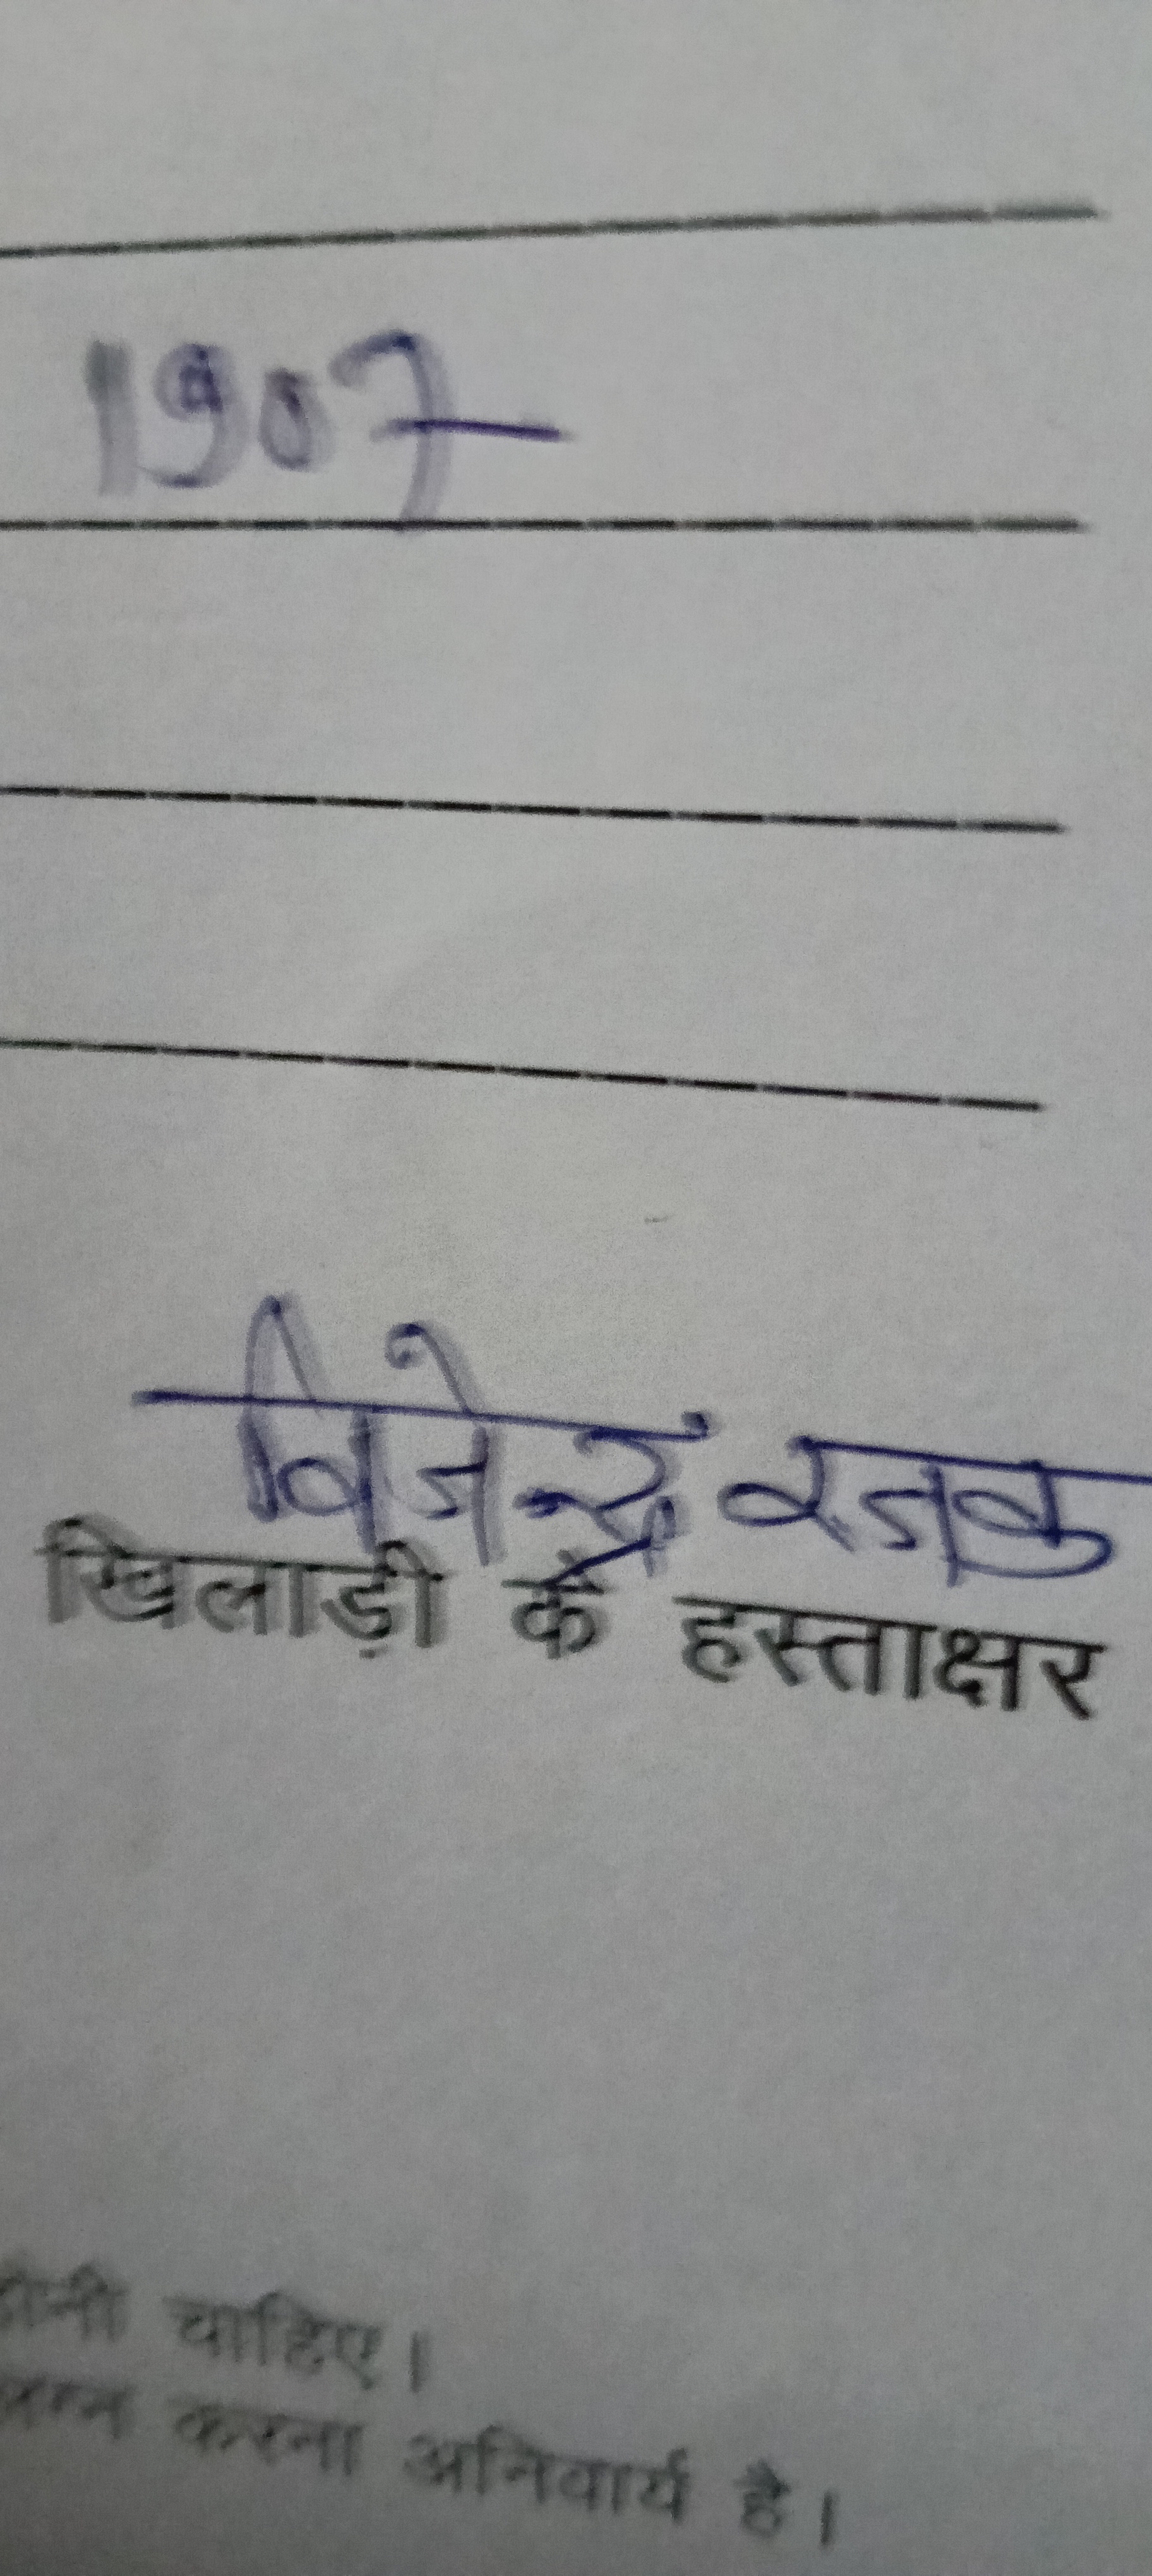 1907
विजेन्द्र रजक
खिलाड़ी के हस्ताक्षर
होनी चाहिए।
करना अनिवार्य है।